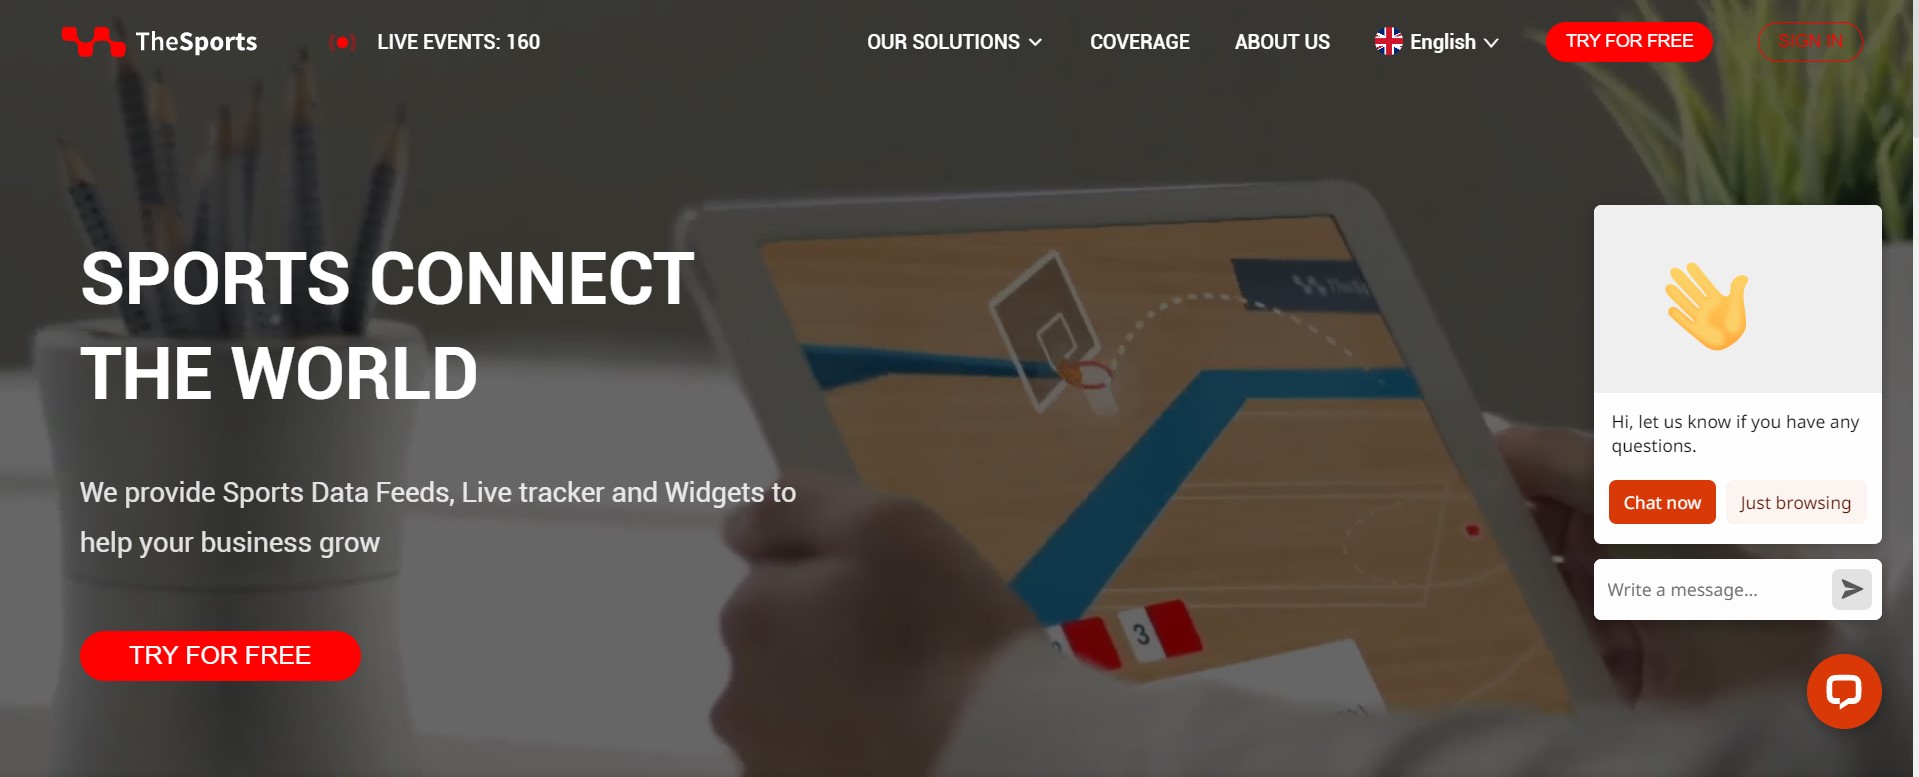 TheSports
LIVE EVENTS: 160
OUR SOLUTIONS
COVERAGE
ABOUT US
English
TRY FOR FREE
SIGN IN
SPORTS CONNECT
THE WORLD
We provide Sports Data Feeds, Live tracker and Widgets to
help your business grow
TRY FOR FREE
3
Hi, let us know if you have any
questions.
Chat now
Just browsing
Write a message...